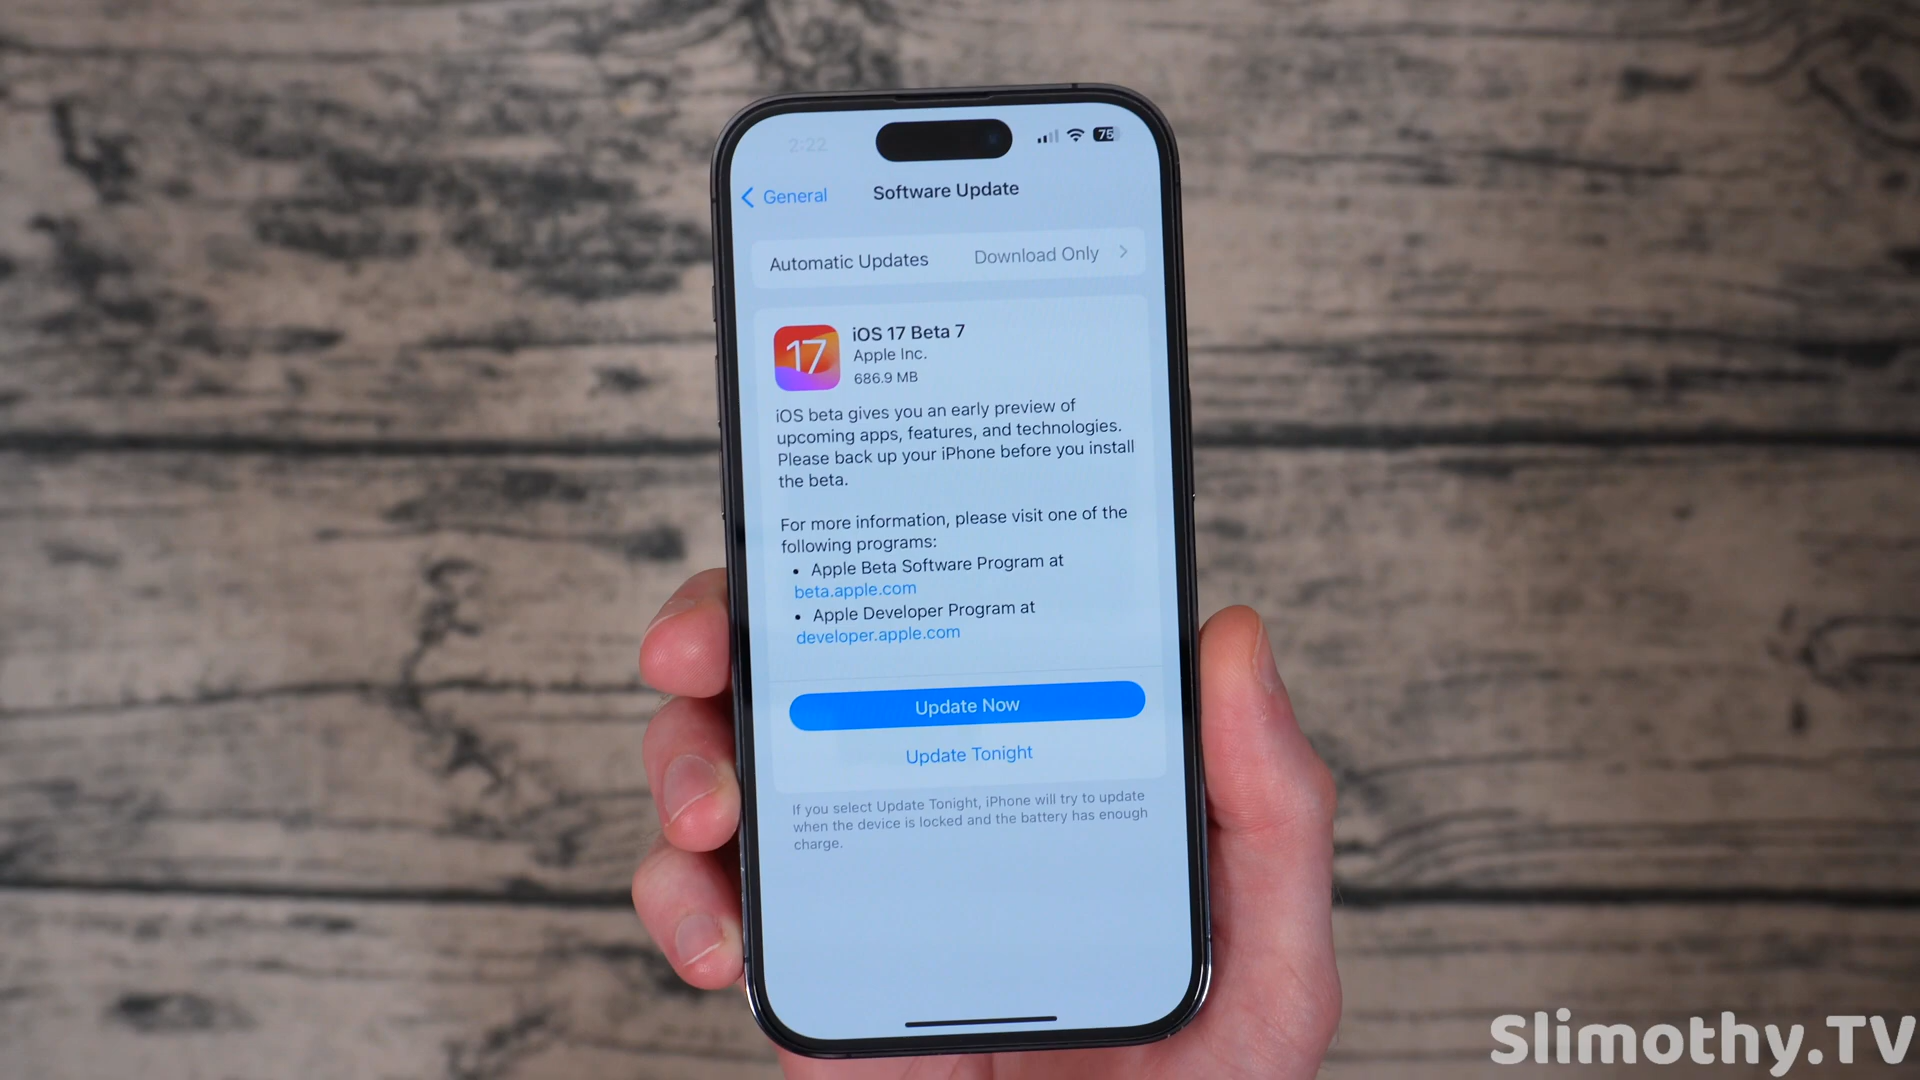 2:22
75
General
Software Update
Automatic Updates Download Only
17
iOS 17 Beta 7
Apple Inc.
686.9 MB
iOS beta gives you an early preview of
upcoming apps, features, and technologies.
Please back up your iPhone before you install
the beta.
For more information, please visit one of the
following programs:
• Apple Beta Software Program at
beta.apple.com
• Apple Developer Program at
developer.apple.com
Update Now
Update Tonight
If you select Update Tonight, iPhone will try to update
when the device is locked and the battery has enough
charge.
Slimothy.TV